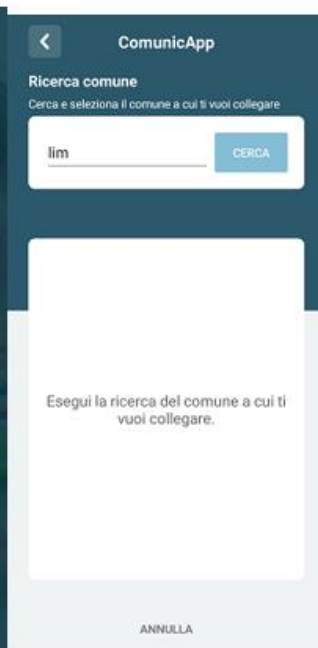 ComunicApp
Ricerca comune
Cerca e seleziona il comune a cui ti vuoi collegare
lim
CERCA
Esegui la ricerca del comune a cui ti
vuoi collegare.
ANNULLA